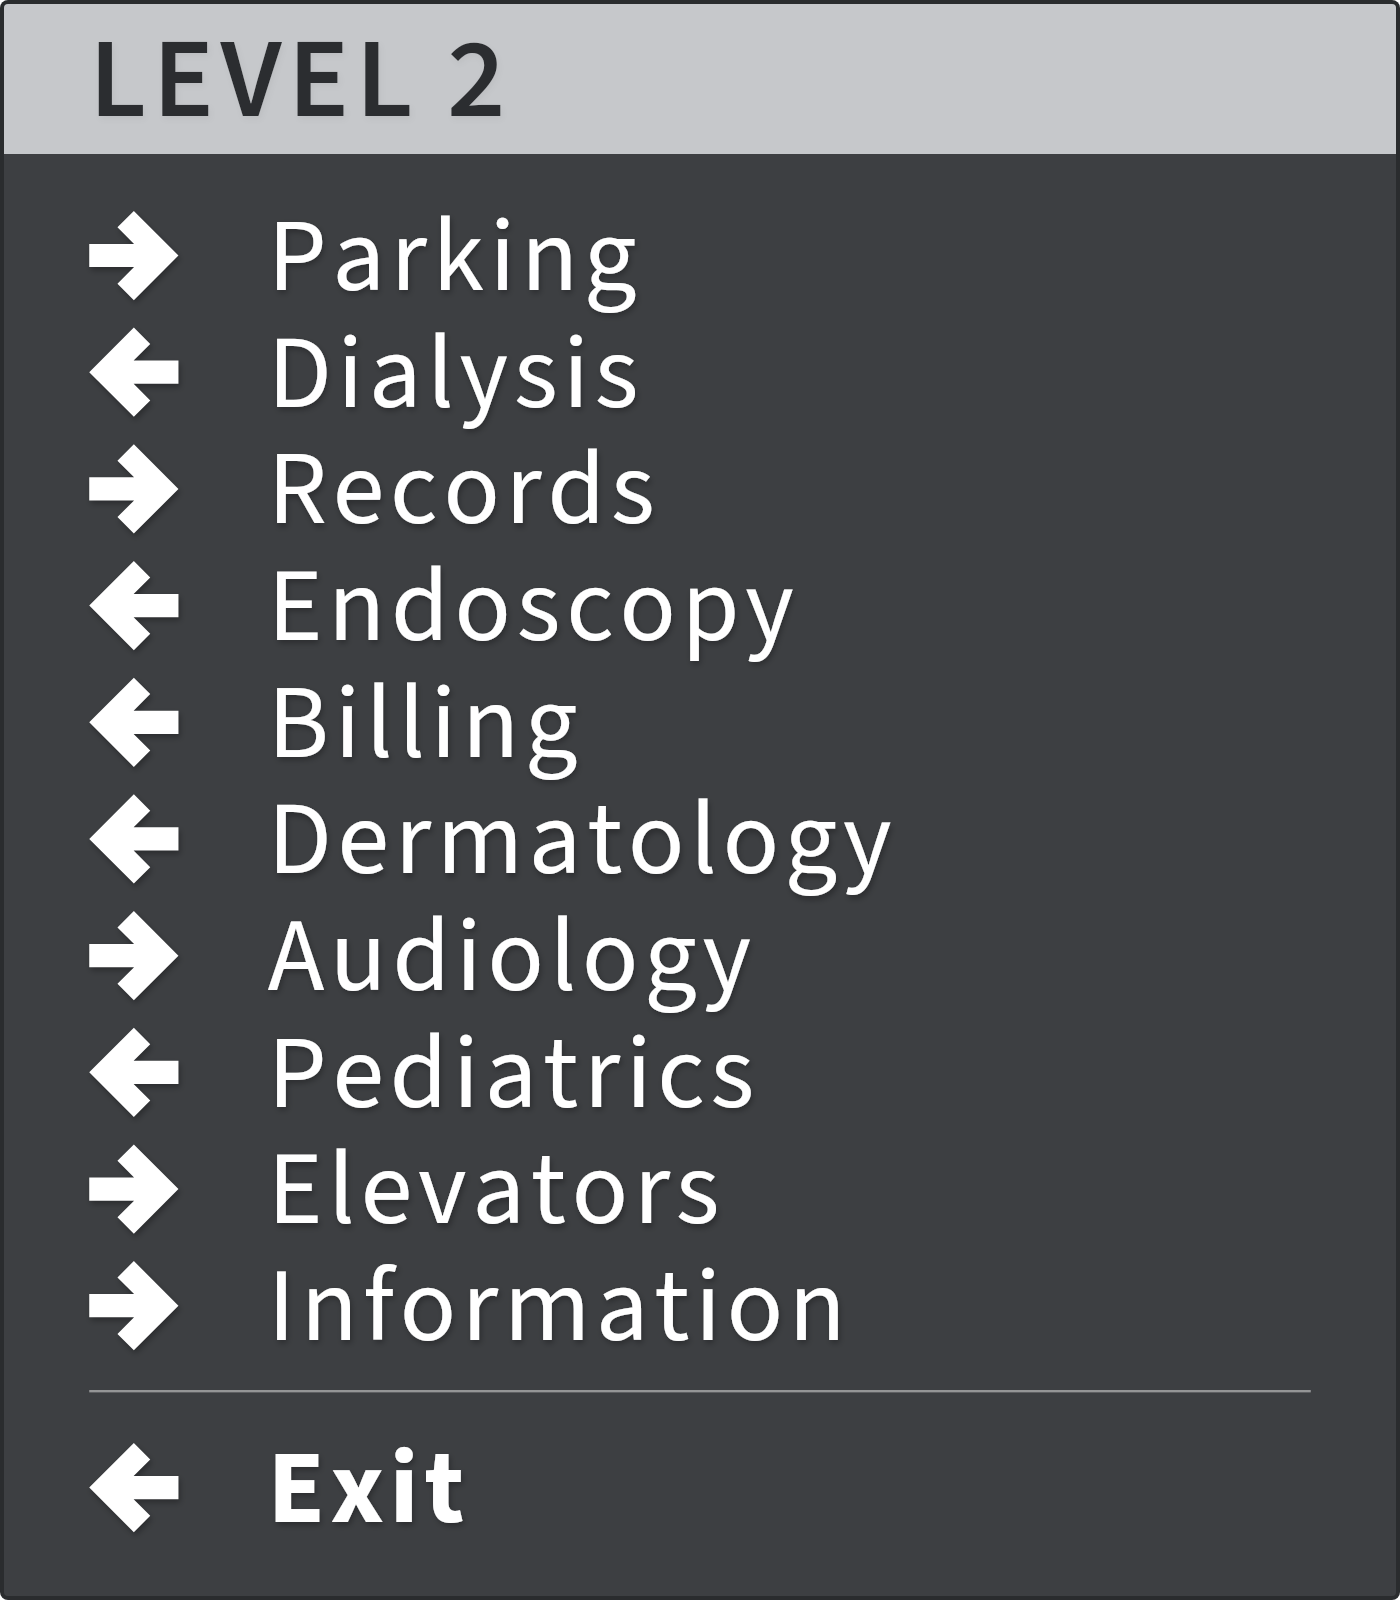 LEVEL 2
Parking
Dialysis
Records
Endoscopy
Billing
Dermatology
Audiology
Pediatrics
Elevators
Information
Exit